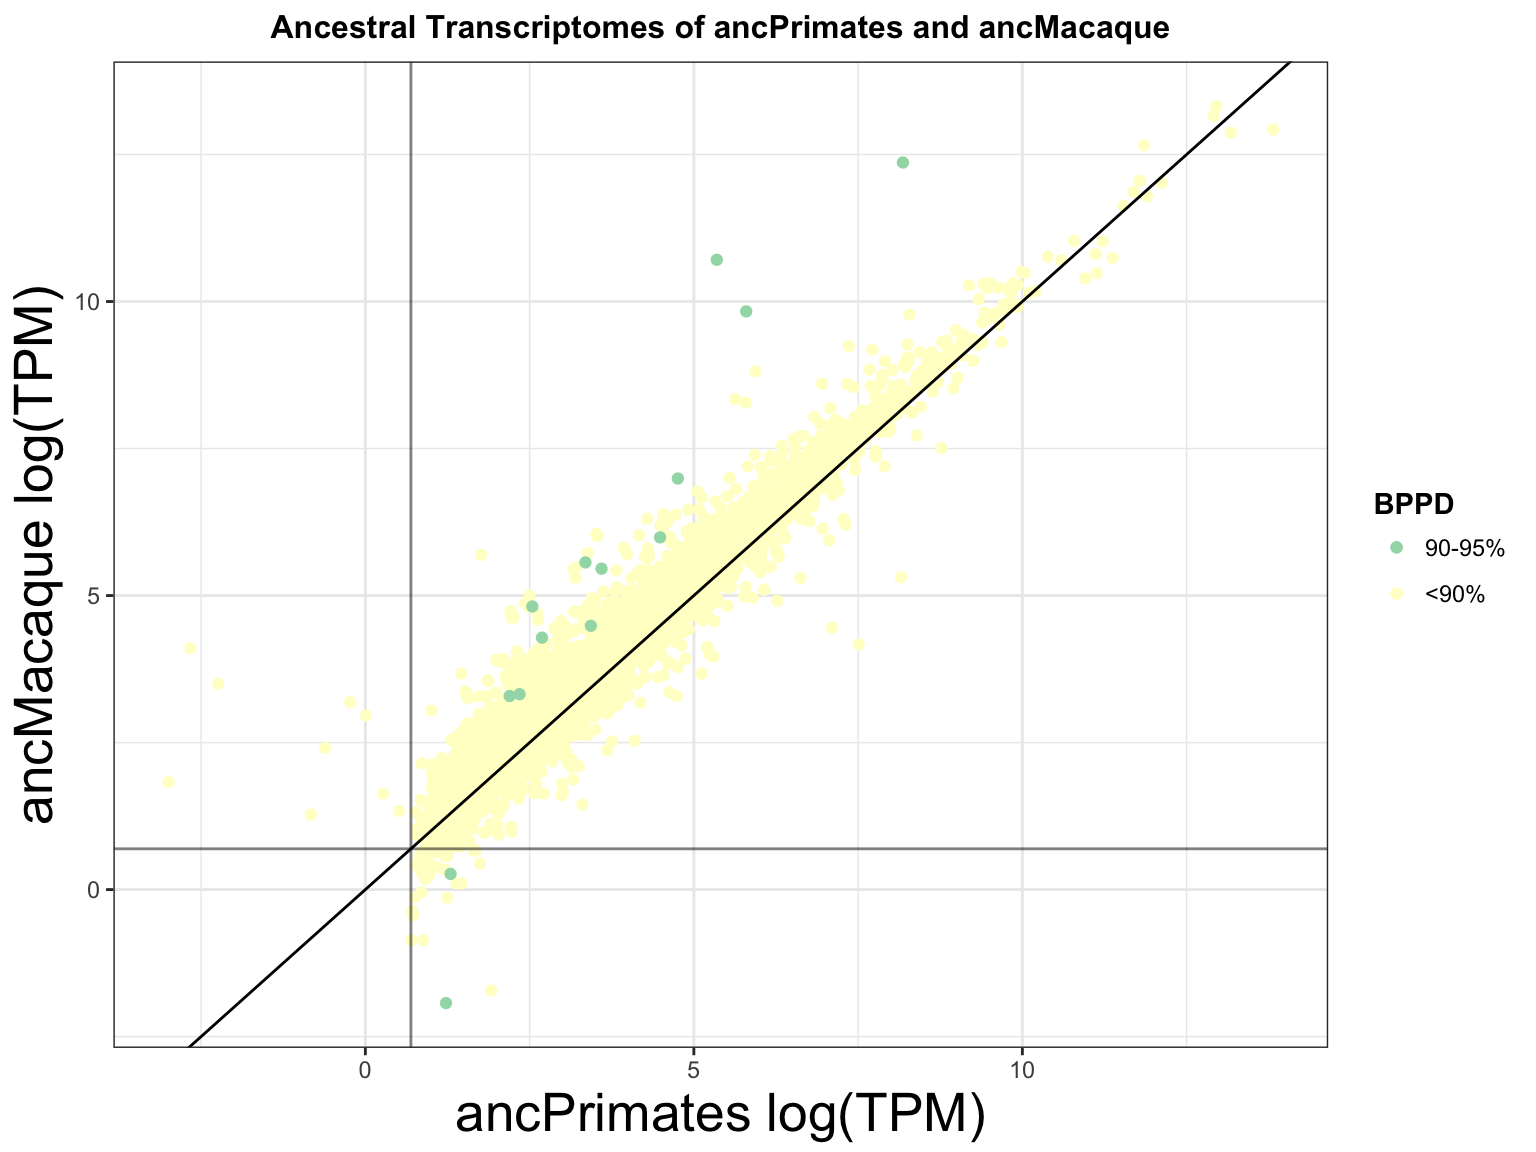 Ancestral Transcriptomes of ancPrimates and ancMacaque
ancMacaque log(TPM)
10
5
0
0
5
10
ancPrimates log(TPM)
BPPD
90-95%
<90%